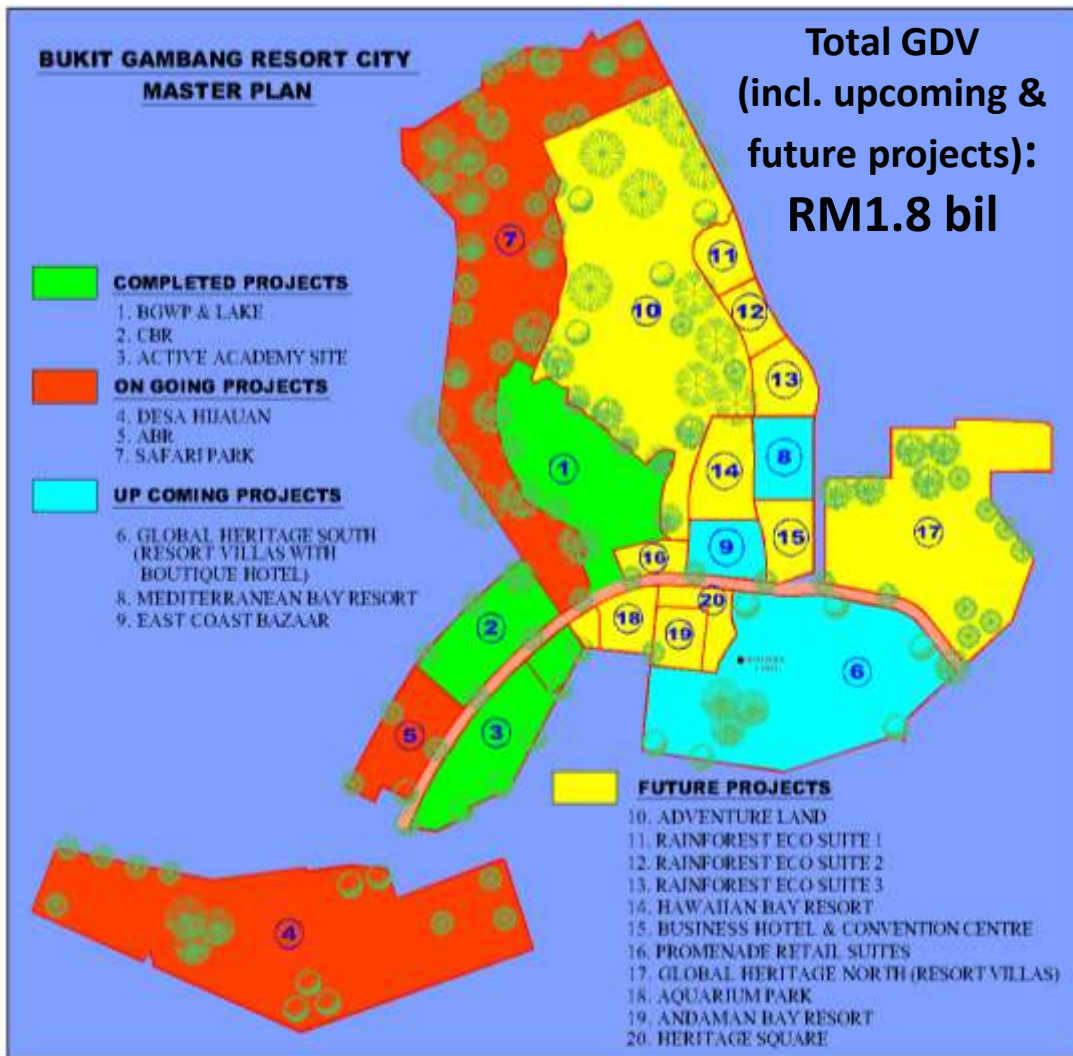 BUKIT GAMBANG RESORT CITY
MASTER PLAN
Total GDV
(incl. upcoming &
future projects):
RM1.8 bil
COMPLETED PROJECTS
1. BGWP & LAKE
2. CBR
3. ACTIVE ACADEMY SITE
ON GOING PROJECTS
4. DESA HIJAUAN
5. ABR
7. SAFARI PARK
UP COMING PROJECTS
6. GLOBAL HERITAGE SOUTH
(RESORT VILLAS WITH
BOUTIQUE HOTEL)
8. MEDITERRANEAN BAY RESORT
9. EAST COAST BAZAAR
7
11
10
12
13
1
14
8
17
15
9
16
20
18
19
2
6
3
5
4
FUTURE PROJECTS
10. ADVENTURE LAND
11. RAINFOREST ECO SUITE 1
12. RAINFOREST ECO SUITE 2
13. RAINFOREST ECO SUITE 3
14. HAWAIIAN BAY RESORT
15. BUSINESS HOTEL & CONVENTION CENTRE
16. PROMENADE RETAIL SUITES
17. GLOBAL HERITAGE NORTH (RESORT VILLAS)
18. AQUARIUM PARK
19. ANDAMAN BAY RESORT
20. HERITAGE SQUARE